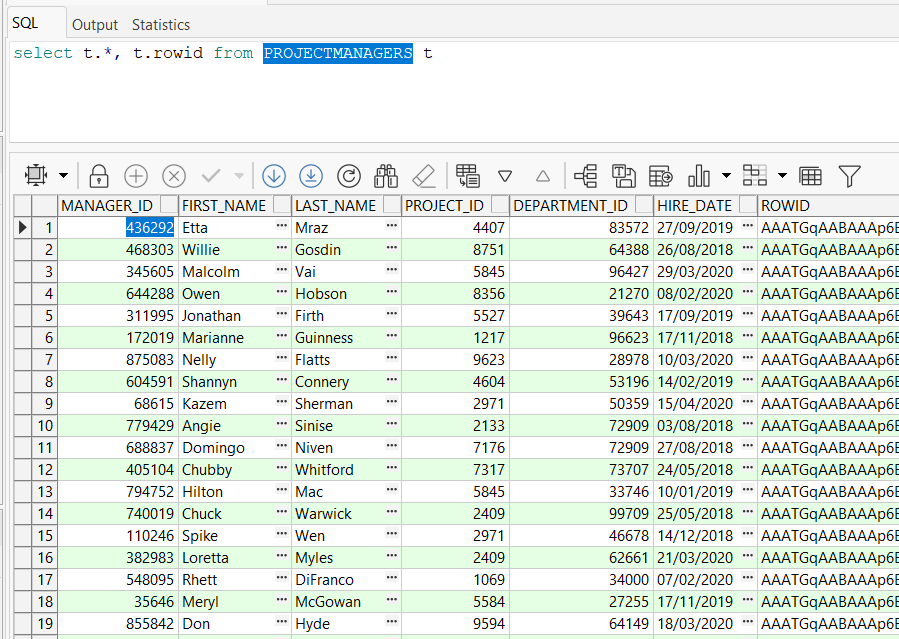 SQL Output Statistics
select t.*, t.rowid from PROJECTMANAGERS t
MANAGER_ID FIRST_NAME LAST_NAME PROJECT_ID DEPARTMENT_ID HIRE_DATE ROWID
1 436292 Etta ··· Mraz ··· 4407 83572 27/09/2019 ··· AAATGqAABAAAp6E
2 468303 Willie ··· Gosdin ··· 8751 64388 26/08/2018 ··· AAATGqAABAAAp6E
3 345605 Malcolm ··· Vai ··· 5845 96427 29/03/2020 ··· AAATGqAABAAAp6E
4 644288 Owen ··· Hobson ··· 8356 21270 08/02/2020 ··· AAATGqAABAAAp6E
5 311995 Jonathan ··· Firth ··· 5527 39643 17/09/2019 ··· AAATGqAABAAAp6E
6 172019 Marianne ··· Guinness ··· 1217 96623 17/11/2018 ··· AAATGqAABAAAp6E
7 875083 Nelly ··· Flatts ··· 9623 28978 10/03/2020 ··· AAATGqAABAAAp6E
8 604591 Shannyn ··· Connery ··· 4604 53196 14/02/2019 ··· AAATGqAABAAAp6E
9 68615 Kazem ··· Sherman ··· 2971 50359 15/04/2020 ··· AAATGqAABAAAp6E
10 779429 Angie ··· Sinise ··· 2133 72909 03/08/2018 ··· AAATGqAABAAAp6E
11 688837 Domingo ··· Niven ··· 7176 72909 27/08/2018 ··· AAATGqAABAAAp6E
12 405104 Chubby ··· Whitford ··· 7317 73707 24/05/2018 ··· AAATGqAABAAAp6E
13 794752 Hilton ··· Mac ··· 5845 33746 10/01/2019 ··· AAATGqAABAAAp6E
14 740019 Chuck ··· Warwick ··· 2409 99709 25/05/2018 ··· AAATGqAABAAAp6E
15 110246 Spike ··· Wen ··· 2971 46678 14/12/2018 ··· AAATGqAABAAAp6E
16 382983 Loretta ··· Myles ··· 2409 62661 21/03/2020 ··· AAATGqAABAAAp6E
17 548095 Rhett ··· DiFranco ··· 1069 34000 07/02/2020 ··· AAATGqAABAAAp6E
18 35646 Meryl ··· McGowan ··· 5584 27255 17/11/2019 ··· AAATGqAABAAAp6E
19 855842 Don ··· Hyde ··· 9594 64149 18/03/2020 ··· AAATGqAABAAAp6E